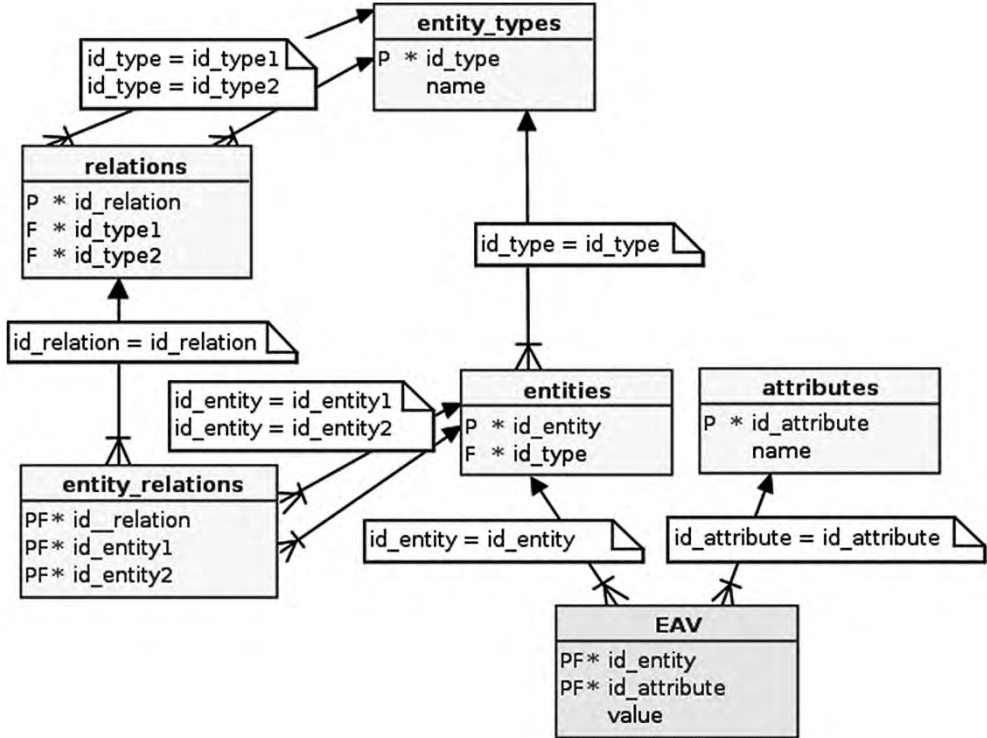 entity_types
P * id_type
name
id_type = id_type1
id_type = id_type2
relations
P * id_relation
F * id_type1
F * id_type2
id_type = id_type
id_relation = id_relation
id_entity = id_entity1
id_entity = id_entity2
entities
P * id_entity
F * id_type
attributes
P * id_attribute
name
entity_relations
PF* id__relation
PF* id_entity1
PF* id_entity2
id_entity = id_entity
id_attribute = id_attribute
EAV
PF* id_entity
PF* id_attribute
value